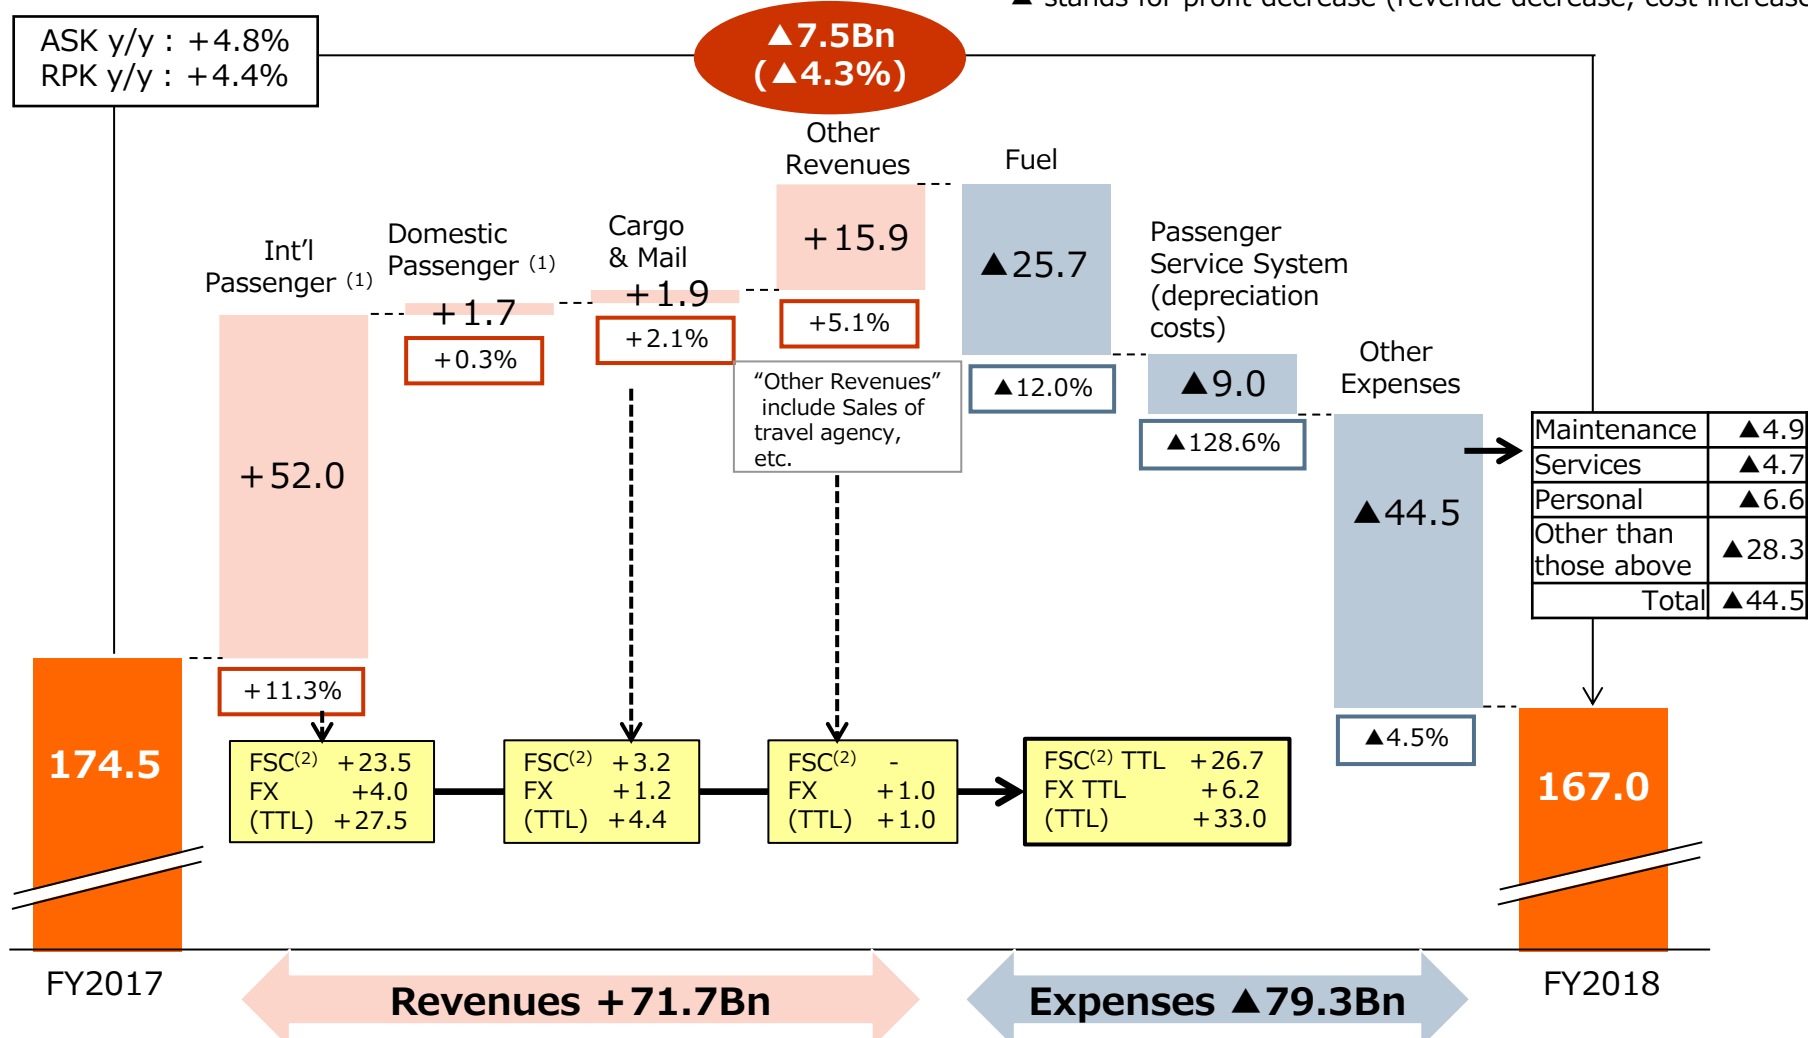 ▲ stands for profit decrease (revenue decrease, cost increase
ASK y/y : +4.8%
RPK y/y : +4.4%
▲7.5Bn
(▲4.3%)
Int'l
Passenger (1)
+52.0
+11.3%
Domestic
Passenger (1)
+1.7
+0.3%
Cargo
& Mail
+1.9
+2.1%
Other
Revenues
+15.9
+5.1%
"Other Revenues"
include Sales of
travel agency,
etc.
Fuel
▲25.7
▲12.0%
Passenger
Service System
(depreciation
costs)
▲9.0
▲128.6%
Other
Expenses
▲44.5
▲4.5%
Maintenance ▲4.9
Services ▲4.7
Personal ▲6.6
Other than
those above ▲28.3
Total ▲44.5
174.5
FSC(2) +23.5
FX +4.0
(TTL) +27.5
FSC(2) +3.2
FX +1.2
(TTL) +4.4
FSC(2) -
FX +1.0
(TTL) +1.0
FSC(2) TTL +26.7
FX TTL +6.2
(TTL) +33.0
167.0
FY2017
Revenues +71.7Bn
Expenses ▲79.3Bn
FY2018